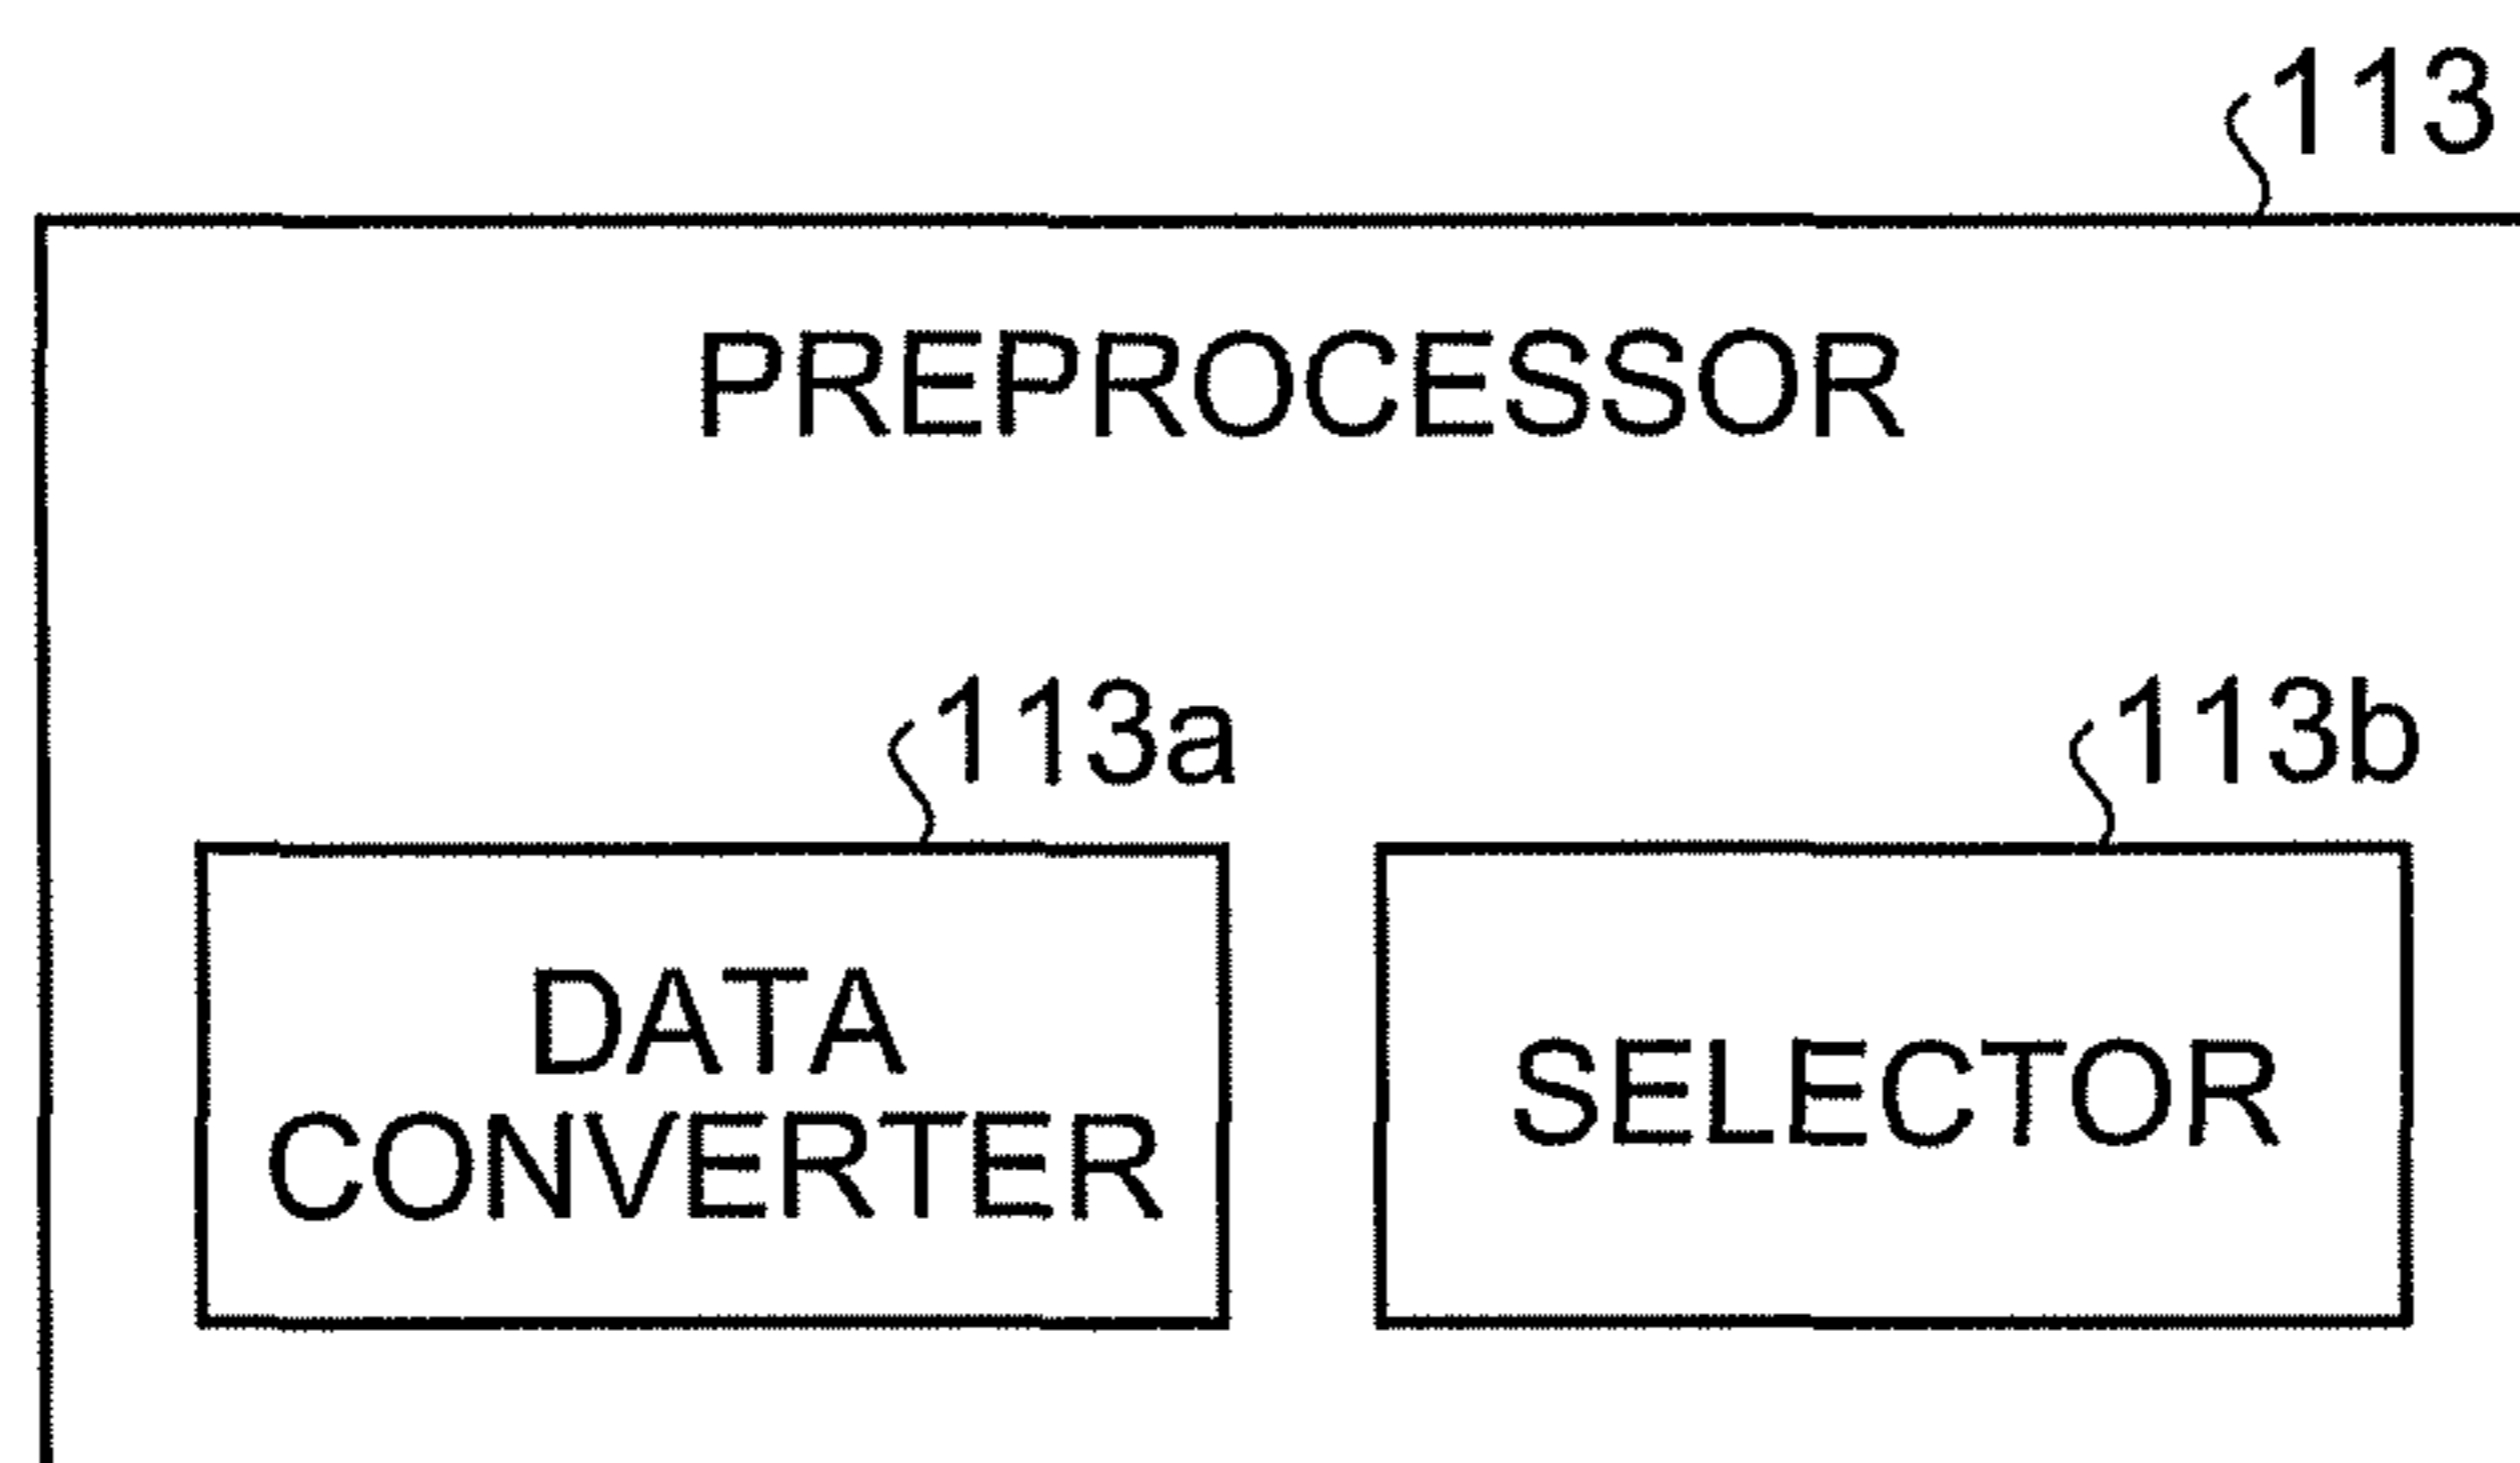 113
PREPROCESSOR
113a
113b
DATA
CONVERTER
SELECTOR